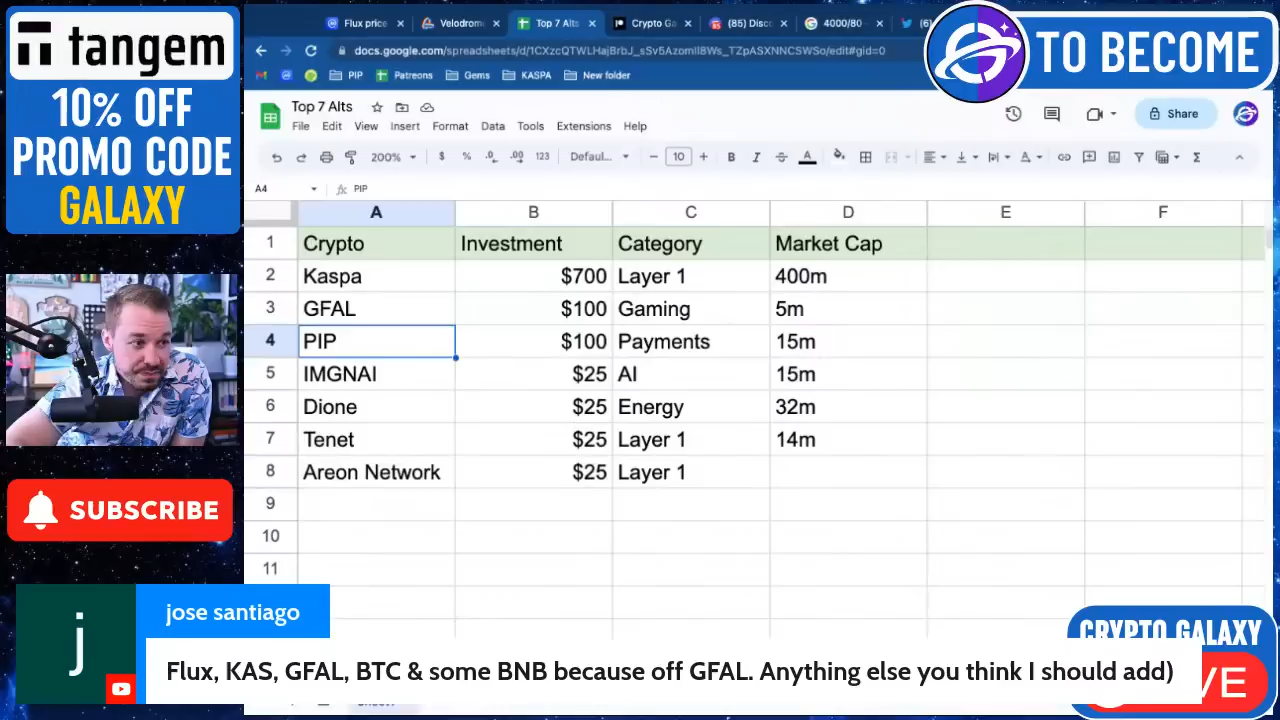 tangem
10% OFF
PROMO CODE
GALAXY
SUBSCRIBE
Flux price
Velodrom
Top 7 Alts
Crypto Ga
(85) Disc
4000/80
TO BECOME
docs.google.com/spreadsheets/d/1CXzcQTWLHajBrbJ_sSv5AzomIl8Ws_TZpASXNNCSWSo/edit#gid=0
PIP
Patreons
Gems
KASPA
New folder
Top 7 Alts
Share
File Edit View Insert Format Data Tools Extensions Help
200% $ % .0 .00 123 Defaul... 10 B I A
A4 PIP
A B C D E F
1 Crypto Investment Category Market Cap
2 Kaspa $700 Layer 1 400m
3 GFAL $100 Gaming 5m
4 PIP $100 Payments 15m
5 IMGNAI $25 AI 15m
6 Dione $25 Energy 32m
7 Tenet $25 Layer 1 14m
8 Areon Network $25 Layer 1
9
10
11
j
jose santiago
Flux, KAS, GFAL, BTC & some BNB because off GFAL. Anything else you think I should add)
CRYPTO GALAXY